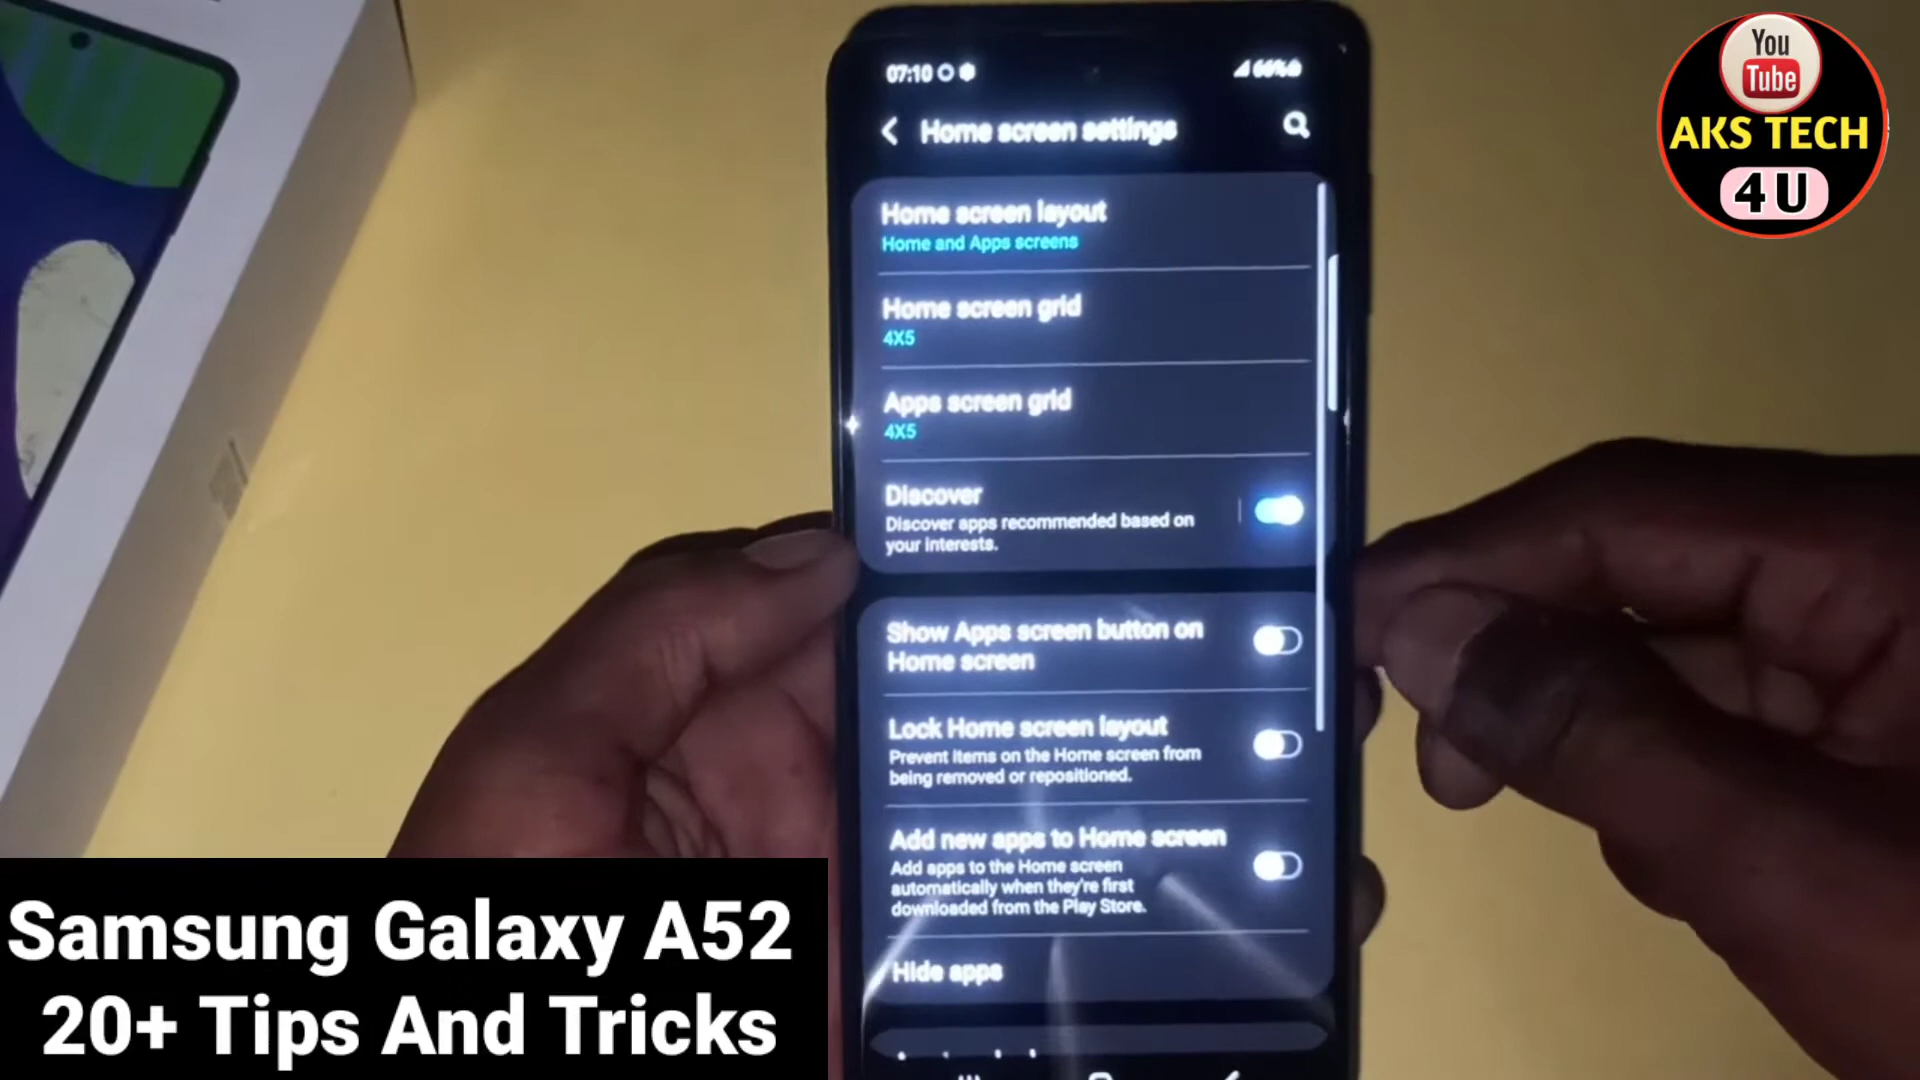 You
Tube
AKS TECH
4 U
07:10
66%
Home screen settings
Home screen layout
Home and Apps screens
Home screen grid
4X5
Apps screen grid
4X5
Discover
Discover apps recommended based on
your interests.
Show Apps screen button on
Home screen
Lock Home screen layout
Prevent items on the Home screen from
being removed or repositioned.
Add new apps to Home screen
Add apps to the Home screen
automatically when they're first
downloaded from the Play Store.
Hide apps
Samsung Galaxy A52
20+ Tips And Tricks